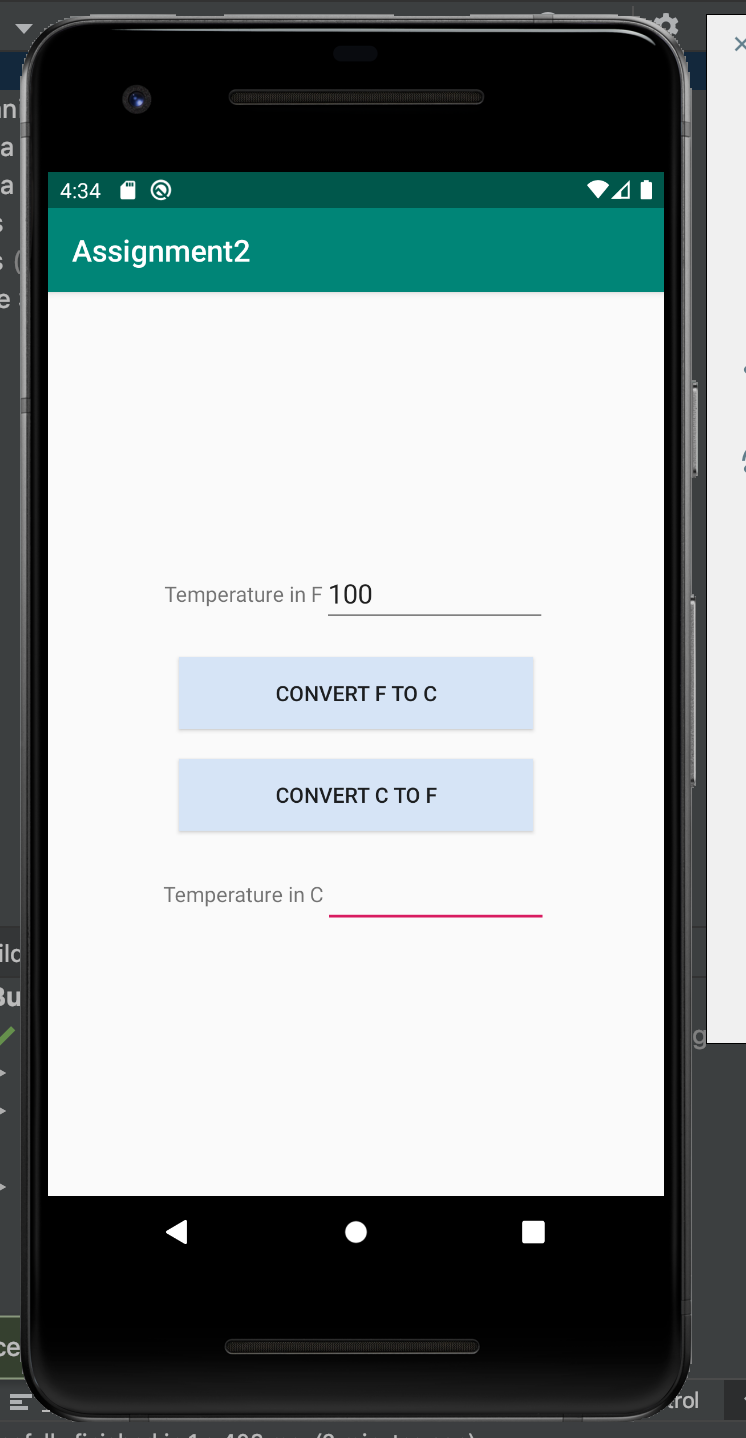 4:34
Assignment2
Temperature in F 100
CONVERT F TO C
CONVERT C TO F
Temperature in C